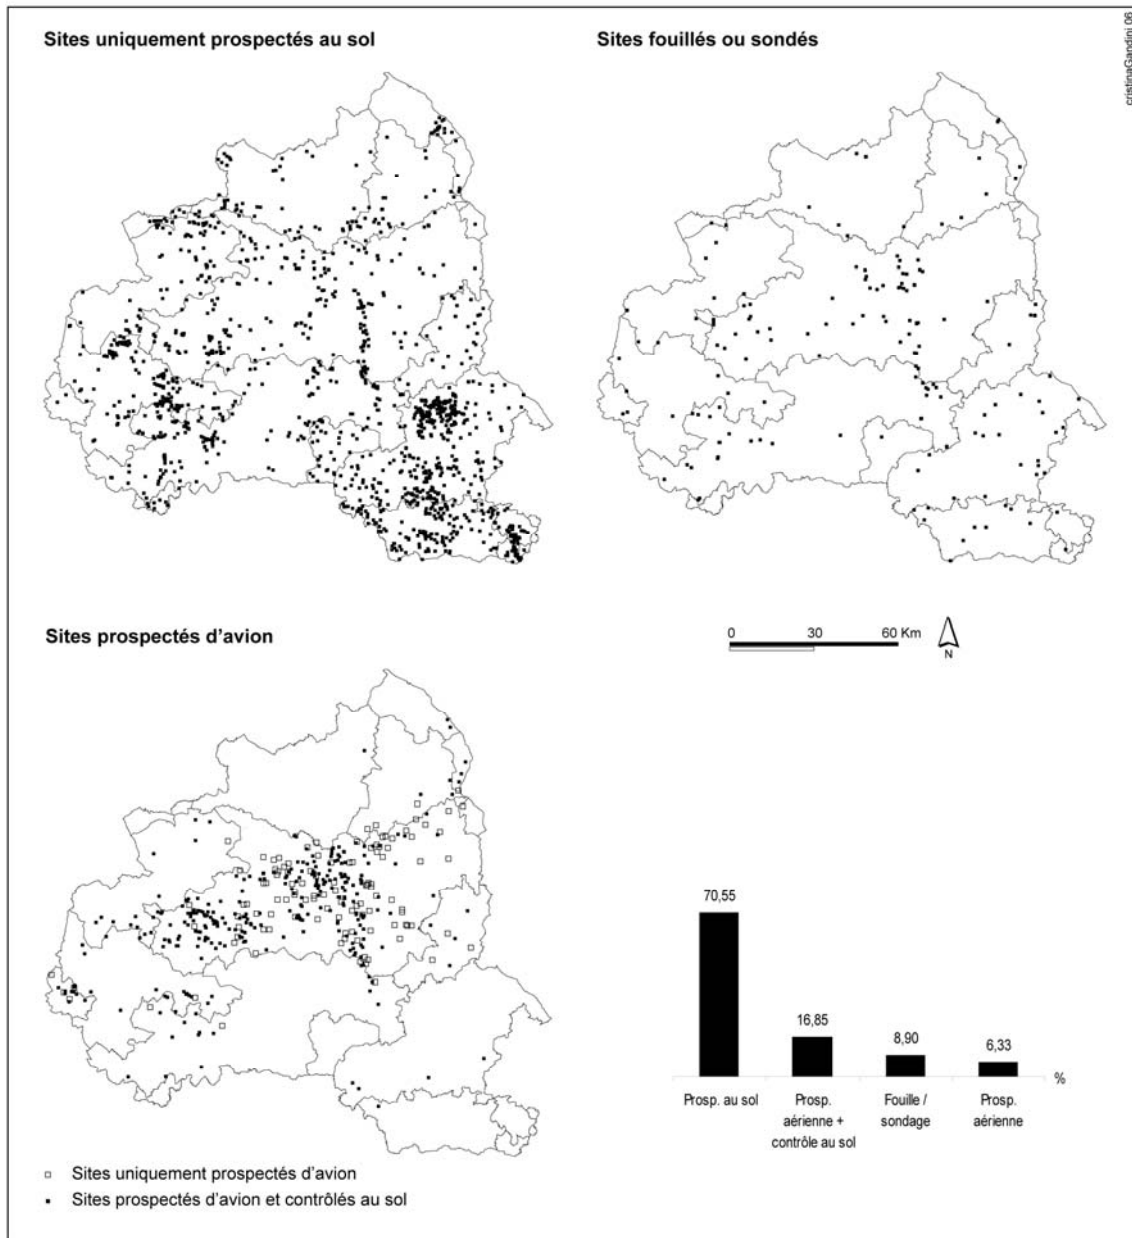 cristinaGandini 06
Sites uniquement prospectés au sol
Sites fouillés ou sondés
Sites prospectés d'avion
0 30 60 Km
N
70,55
16,85
8,90
6,33
%
Prosp. au sol
Prosp.
aérienne +
contrôle au sol
Fouille /
sondage
Prosp.
aérienne
Sites uniquement prospectés d'avion
Sites prospectés d'avion et contrôlés au sol